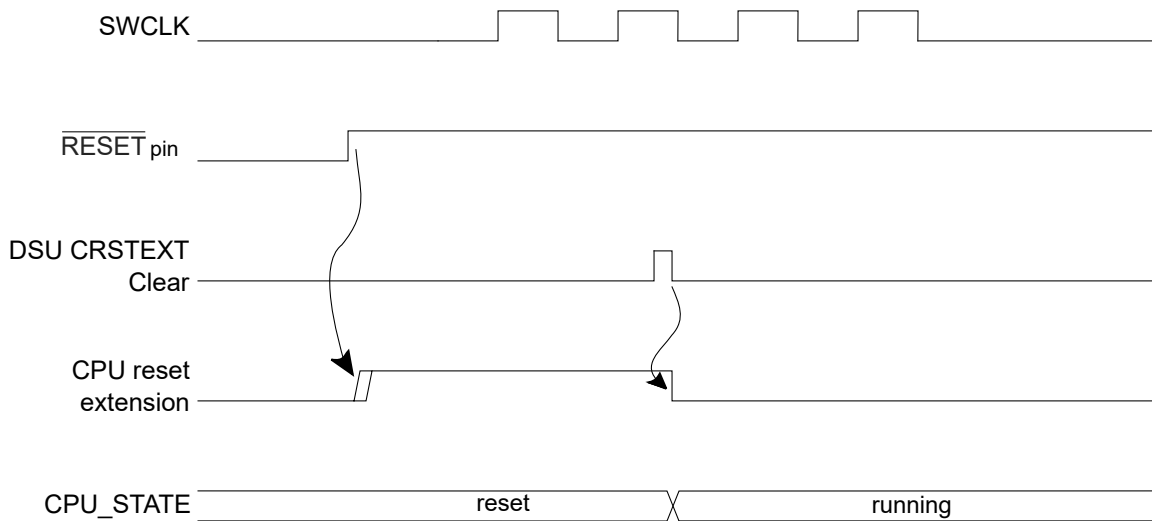 SWCLK
RESET pin
DSU CRSTEXT
Clear
CPU reset
extension
CPU_STATE reset running